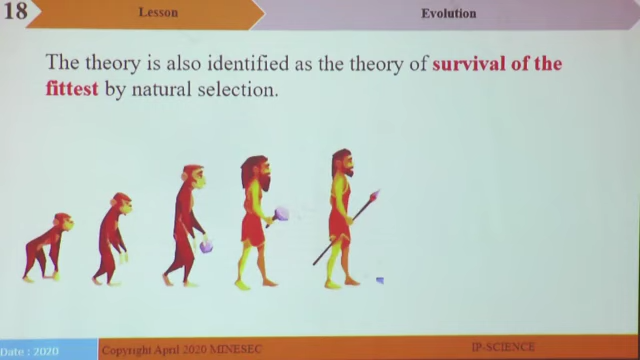 18
Lesson
Evolution
The theory is also identified as the theory of survival of the
fittest by natural selection.
Date : 2020
Copyright April 2020 MINESEC
IP-SCIENCE